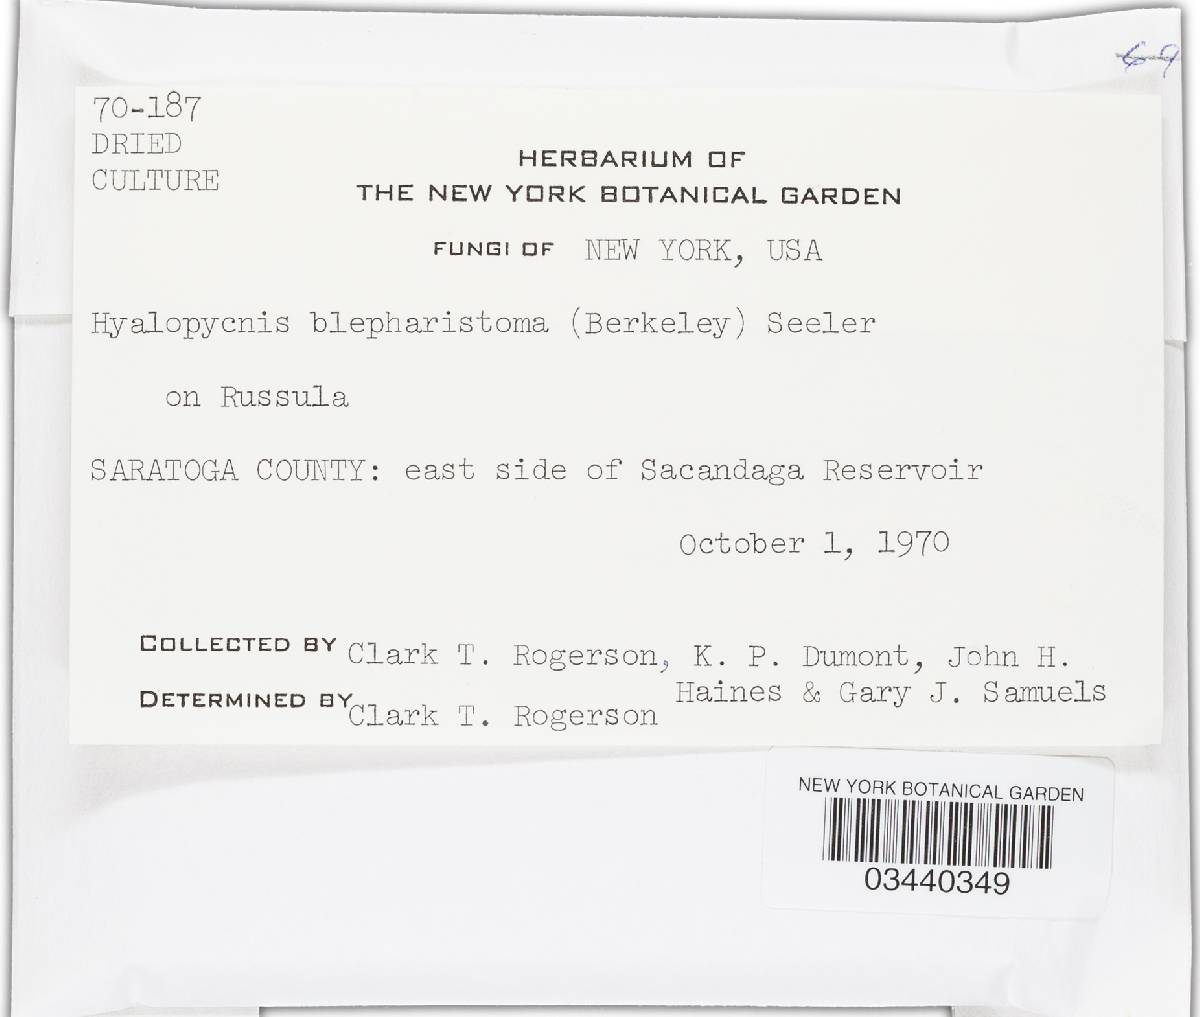 70-187
DRIED
CULTURE
HERBARIUM OF
THE NEW YORK BOTANICAL GARDEN
FUNGI OF NEW YORK, USA
Hyalopycnis blepharistoma (Berkeley) Seeler
on Russula
SARATOGA COUNTY: east side of Sacandaga Reservoir
October 1, 1970
COLLECTED BY Clark T. Rogerson, K. P. Dumont, John H.
Haines & Gary J. Samuels
DETERMINED BY Clark T. Rogerson
NEW YORK BOTANICAL GARDEN
03440349